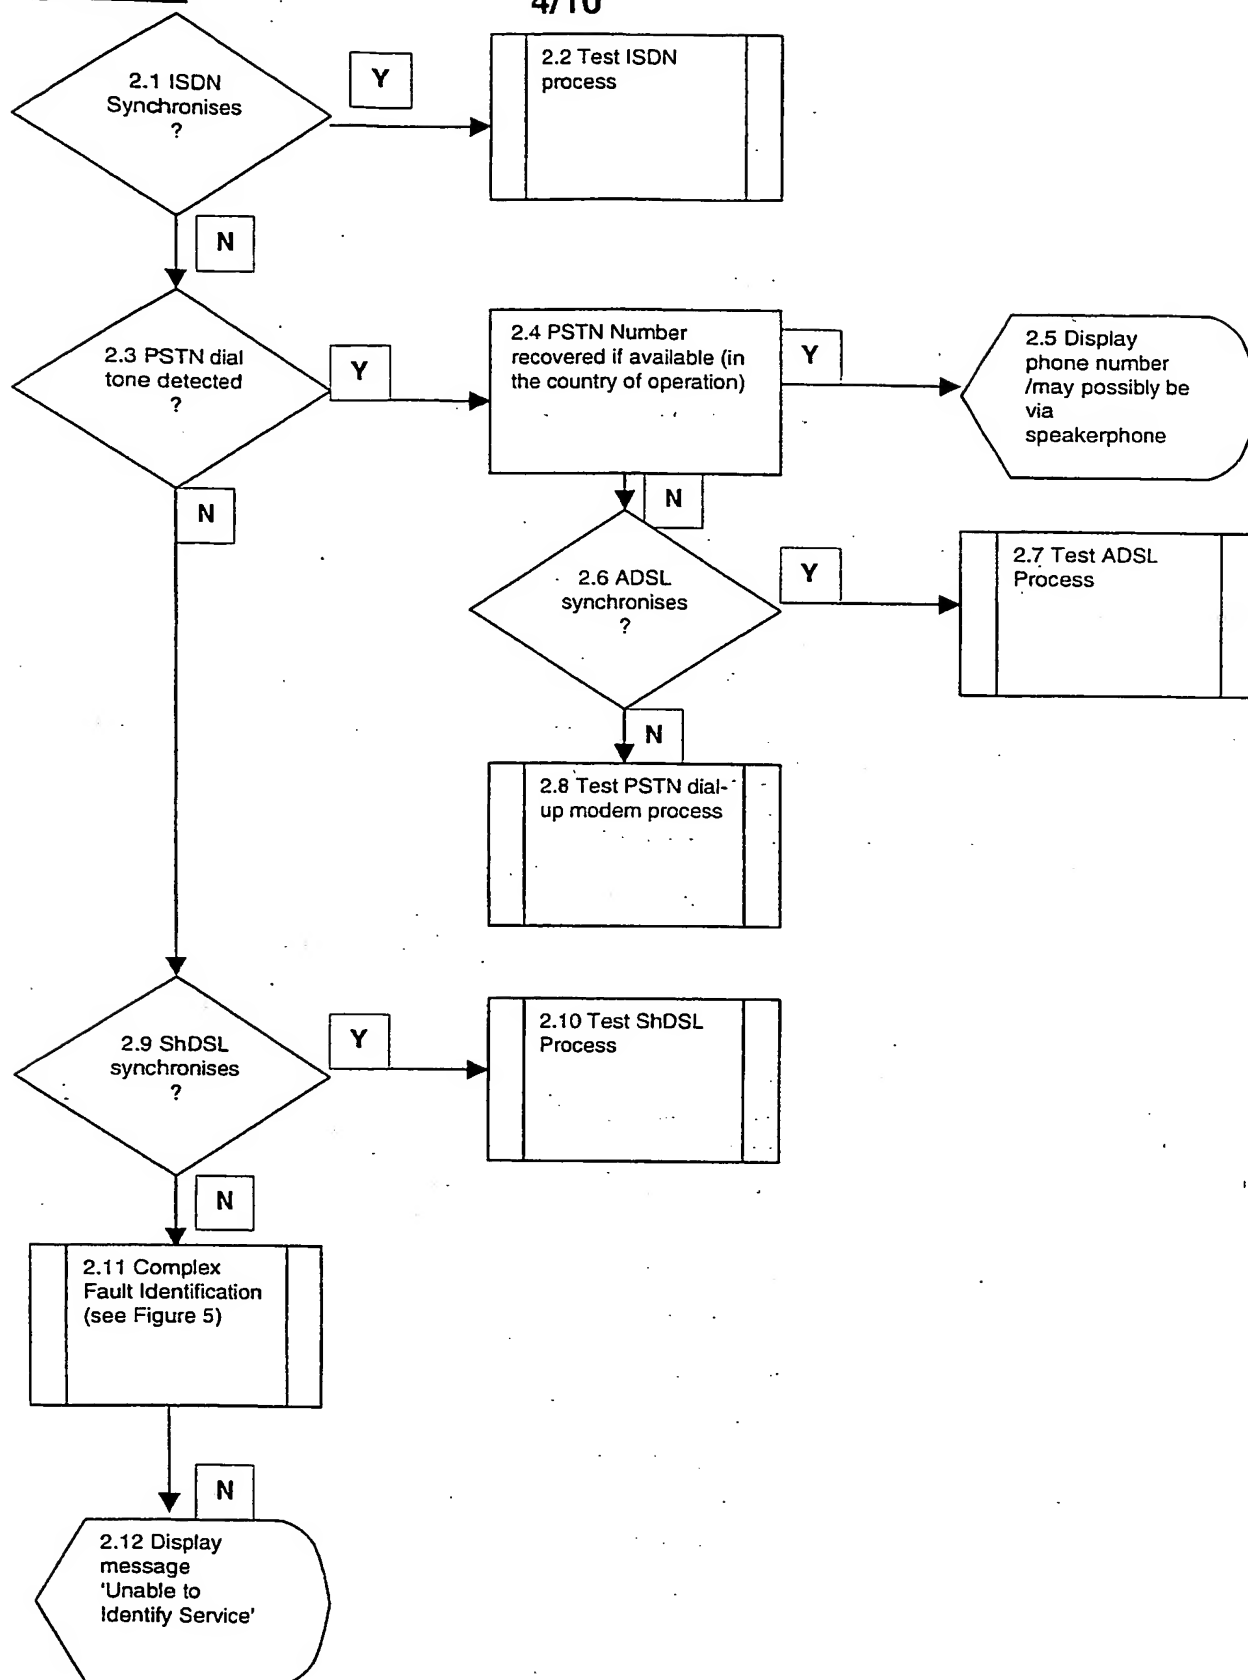 4/10
2.1 ISDN
Synchronises
?
Y
2.2 Test ISDN
process
N
2.3 PSTN dial
tone detected
?
Y
2.4 PSTN Number
recovered if available (in
the country of operation)
Y
2.5 Display
phone number
/may possibly be
via
speakerphone
N
N
2.6 ADSL
synchronises
?
Y
2.7 Test ADSL
Process
N
2.8 Test PSTN dial-
up modem process
2.9 ShDSL
synchronises
?
Y
2.10 Test ShDSL
Process
N
2.11 Complex
Fault Identification
(see Figure 5)
N
2.12 Display
message
'Unable to
Identify Service'